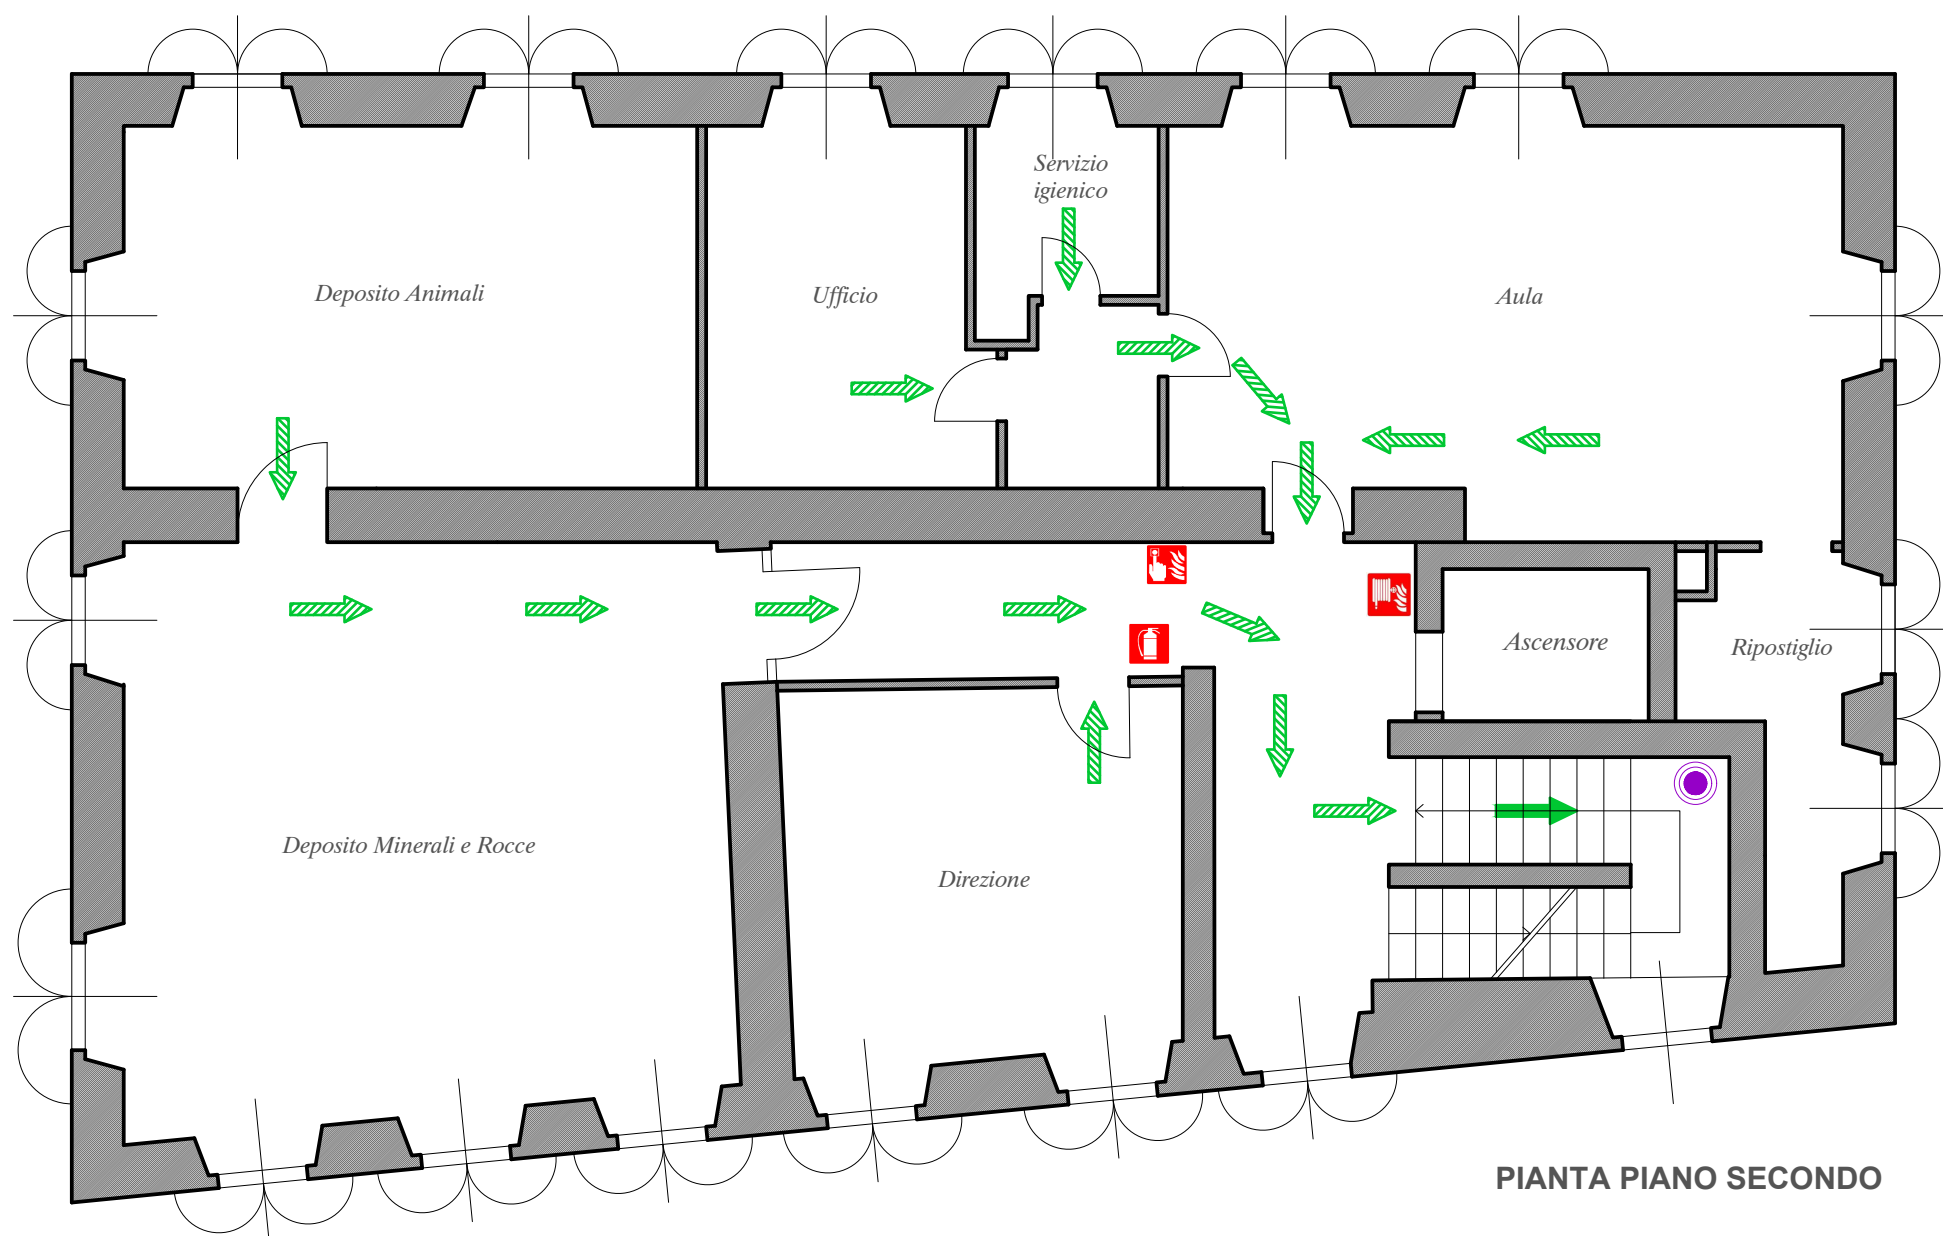 Servizio
igienico
Deposito Animali
Ufficio
Aula
Ascensore
Ripostiglio
Deposito Minerali e Rocce
Direzione
PIANTA PIANO SECONDO